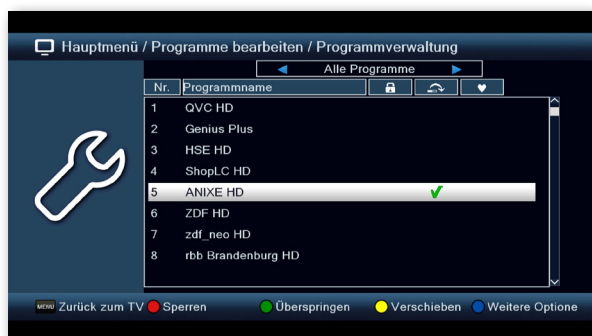 Hauptmenü / Programme bearbeiten / Programmverwaltung
Alle Programme
Nr. Programmname
1 QVC HD
2 Genius Plus
3 HSE HD
4 ShopLC HD
5 ANIXE HD
6 ZDF HD
7 zdf_neo HD
8 rbb Brandenburg HD
MENU Zurück zum TV Sperren Überspringen Verschieben Weitere Optione